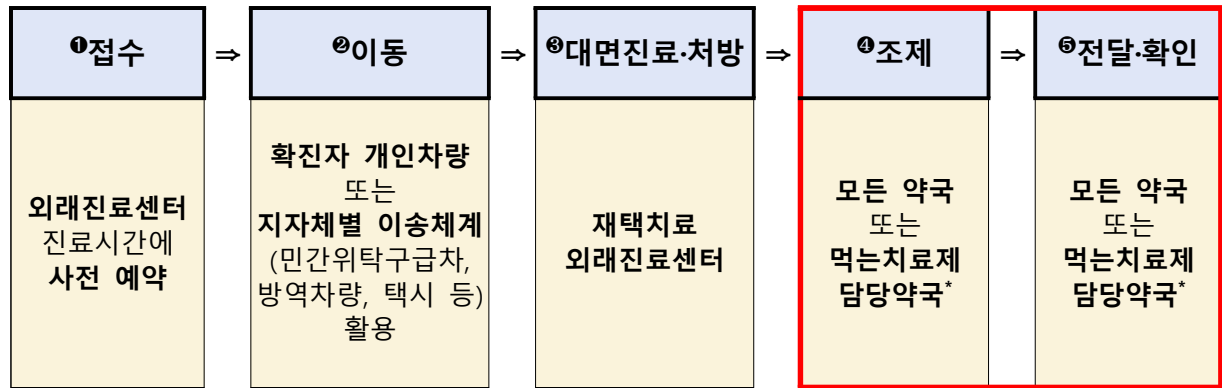 ❶접수 ⇒ ❷이동 ⇒ ❸대면진료·처방 ⇒ ❹조제 ⇒ ❺전달·확인
외래진료센터
진료시간에
사전 예약
확진자 개인차량
또는
지자체별 이송체계
(민간위탁구급차,
방역차량, 택시 등)
활용
재택치료
외래진료센터
모든 약국
또는
먹는치료제
담당약국*
모든 약국
또는
먹는치료제
담당약국*